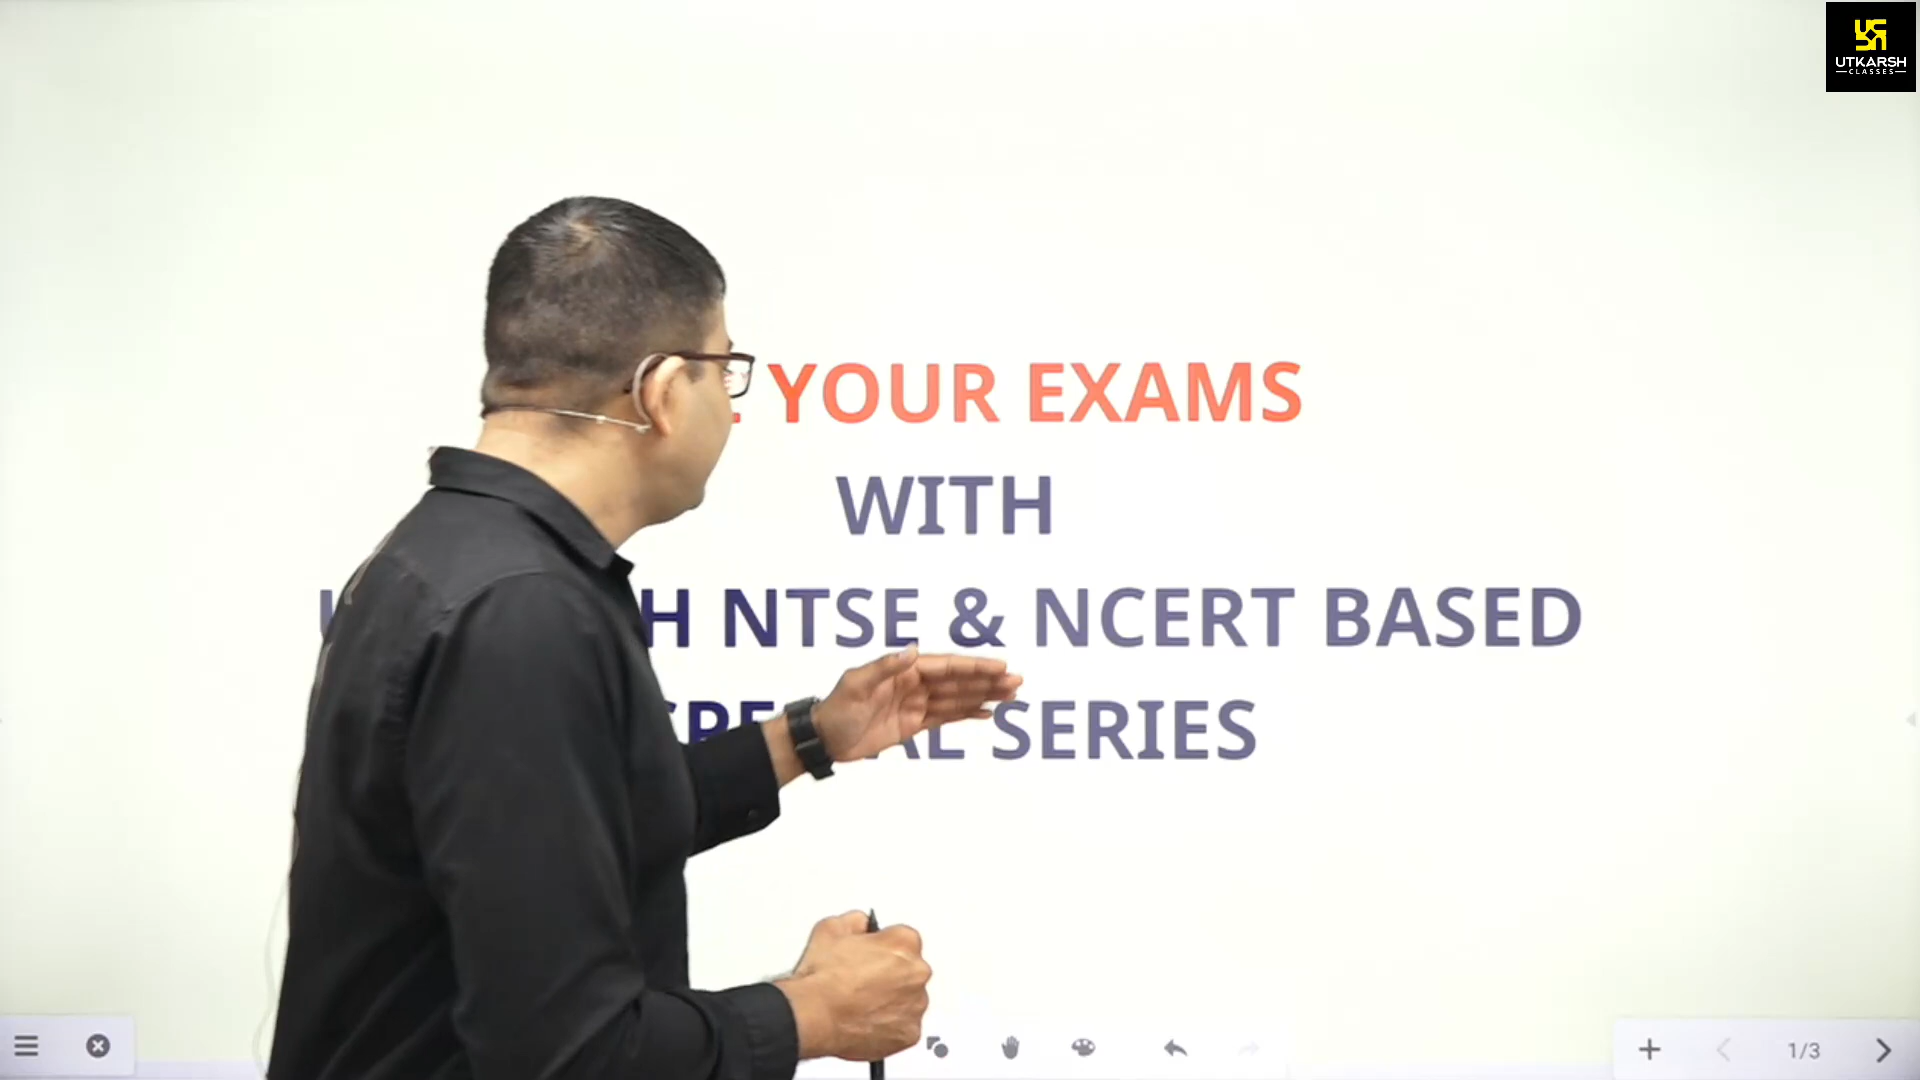 UTKARSH
CLASSES
YOUR EXAMS
WITH
NTSE & NCERT BASED
SERIES
1/3